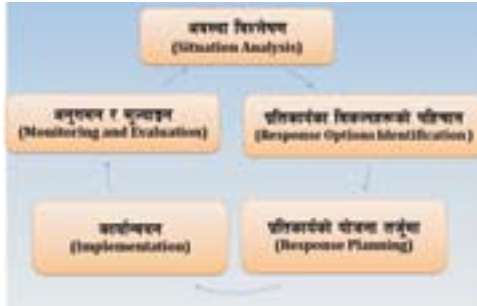 अवस्था विश्लेषण
(Situation Analysis)
प्रतिकार्यका विकल्पहरूको पहिचान
(Response Options Identification)
प्रतिकार्यको योजना तर्जुमा
(Response Planning)
कार्यान्वयन
(Implementation)
अनुगमन र मूल्याङ्कन
(Monitoring and Evaluation)